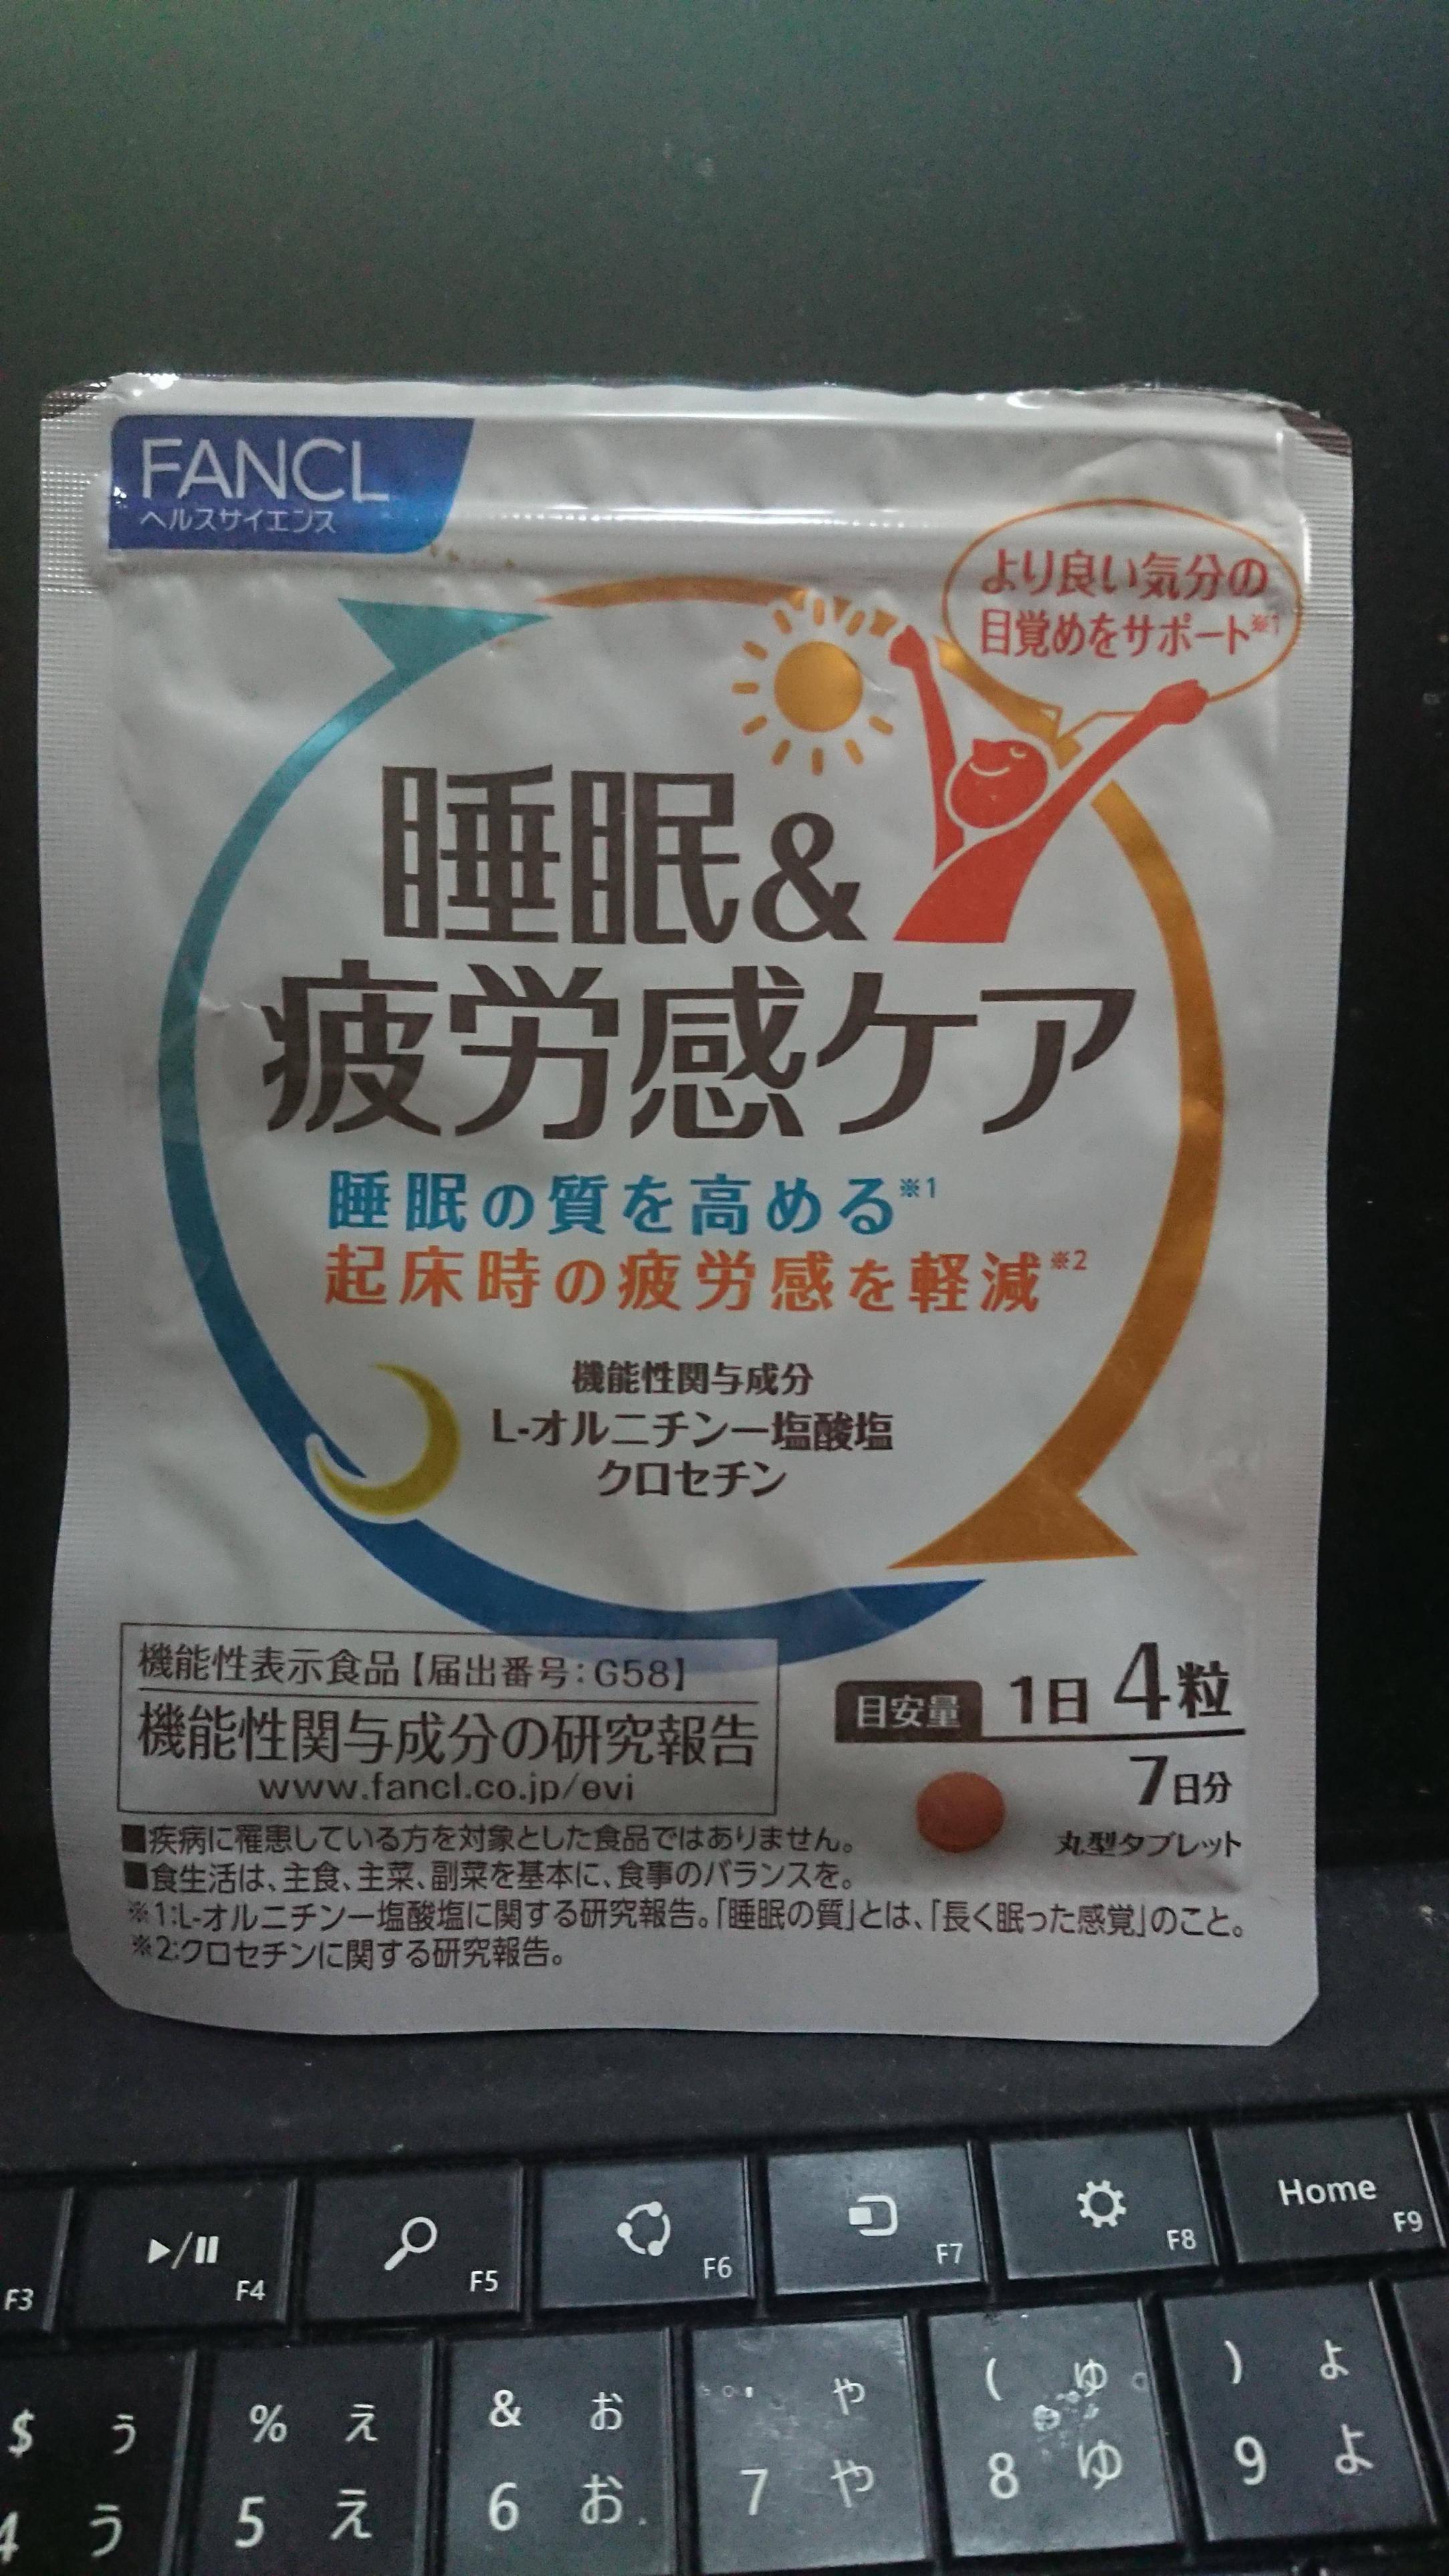 FANCL
ヘルスサイエンス
より良い気分の
目覚めをサポート※1
睡眠&
疲労感ケア
睡眠の質を高める※1
起床時の疲労感を軽減※2
機能性関与成分
L-オルニチン一塩酸塩
クロセチン
機能性表示食品【届出番号:G58】
機能性関与成分の研究報告
www.fancl.co.jp/evi
目安量 1日 4粒
7日分
丸型タブレット
■疾病に罹患している方を対象とした食品ではありません。
■食生活は、主食、主菜、副菜を基本に、食事のバランスを。
※1:L-オルニチン一塩酸塩に関する研究報告。「睡眠の質」とは、「長く眠った感覚」のこと。
※2:クロセチンに関する研究報告。
F3 F4 F5 F6 F7 F8 Home F9
$ ぅ % ぇ & ぉ ゃ ( ゅ ) ょ
4 う 5 え 6 お 7 や 8 ゆ 9 よ